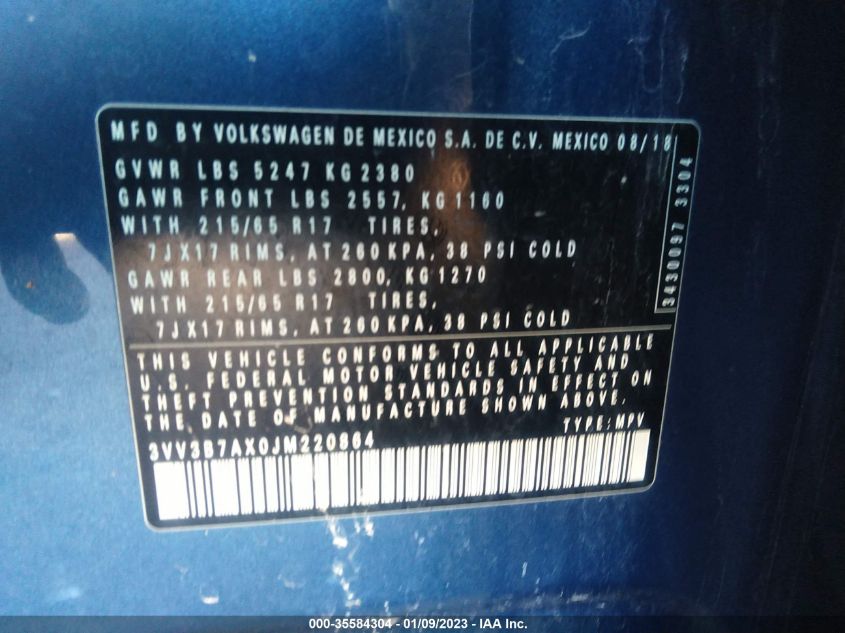 MFD BY VOLKSWAGEN DE MEXICO S.A. DE C.V. MEXICO 08/18
GVWR LBS 5247 KG 2380
GAWR FRONT LBS 2557, KG 1160
WITH 215/65 R17 TIRES,
7JX17 RIMS, AT 260 KPA, 38 PSI COLD
GAWR REAR LBS 2800, KG 1270
WITH 215/65 R17 TIRES,
7JX17 RIMS, AT 260 KPA, 38 PSI COLD
3430097 3304
THIS VEHICLE CONFORMS TO ALL APPLICABLE
U.S. FEDERAL MOTOR VEHICLE SAFETY AND
THEFT PREVENTION STANDARDS IN EFFECT ON
THE DATE OF MANUFACTURE SHOWN ABOVE.
TYPE: MPV
3VV3B7AX0JM220864
000-35584304 - 01/09/2023 - IAA Inc.